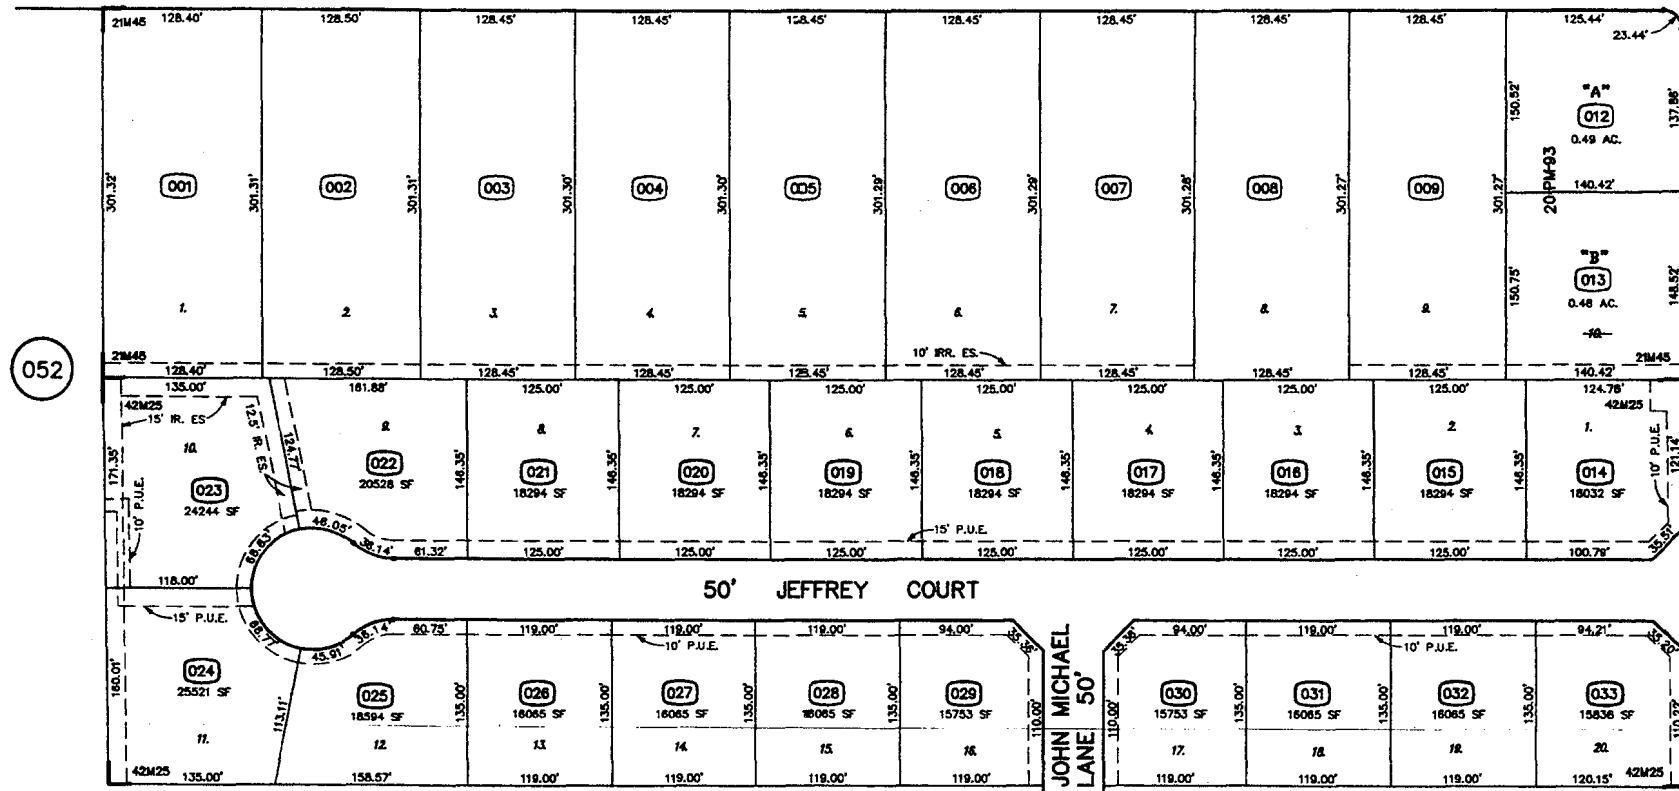 21M45 128.40' 128.50' 128.45' 128.45' 128.45' 128.45' 128.45' 128.45' 128.45' 125.44'
23.44'
301.32' 301.31' 301.31' 301.30' 301.30' 301.29' 301.29' 301.28' 301.27' 301.27'
150.52' 137.86'
"A"
012
0.49 AC.
20-PM-93
140.42'
001 002 003 004 005 006 007 008 009
"B"
013
0.48 AC.
150.75' 148.52'
10.
1. 2. 3. 4. 5. 6. 7. 8. 9.
052
21M45 10' IRR. ES. 21M45
128.40' 128.50' 128.45' 128.45' 128.45' 128.45' 128.45' 128.45' 128.45' 140.42'
135.00' 161.88' 125.00' 125.00' 125.00' 125.00' 125.00' 125.00' 125.00' 124.76'
42M25 42M25
15' IR. ES
12.5' IR. ES.
124.77'
10. 9. 8. 7. 6. 5. 4. 3. 2. 1.
023 022 021 020 019 018 017 016 015 014
24244 SF 20528 SF 18294 SF 18294 SF 18294 SF 18294 SF 18294 SF 18294 SF 18294 SF 18032 SF
171.35' 146.35' 146.35' 146.35' 146.35' 146.35' 146.35' 146.35' 146.35' 121.14'
10' P.U.E. 10' P.U.E.
15' P.U.E.
68.63' 46.05' 36.14' 61.32' 125.00' 125.00' 125.00' 125.00' 125.00' 125.00' 125.00' 100.79' 35.51'
118.00'
50' JEFFREY COURT
15' P.U.E.
68.77' 45.91' 36.14' 60.75' 119.00' 119.00' 119.00' 94.00' 35.36' 35.36' 94.00' 119.00' 119.00' 94.21' 35.20'
10' P.U.E. 10' P.U.E.
JOHN MICHAEL
LANE 50'
024 025 026 027 028 029 030 031 032 033
25521 SF 18594 SF 16065 SF 16065 SF 16065 SF 15753 SF 15753 SF 16065 SF 16065 SF 15836 SF
160.01' 113.11' 135.00' 135.00' 135.00' 135.00' 110.00' 110.00' 135.00' 135.00' 135.00'
11. 12. 13. 14. 15. 16. 17. 18. 19. 20.
42M25 135.00' 158.57' 119.00' 119.00' 119.00' 119.00' 119.00' 119.00' 119.00' 120.15' 42M25